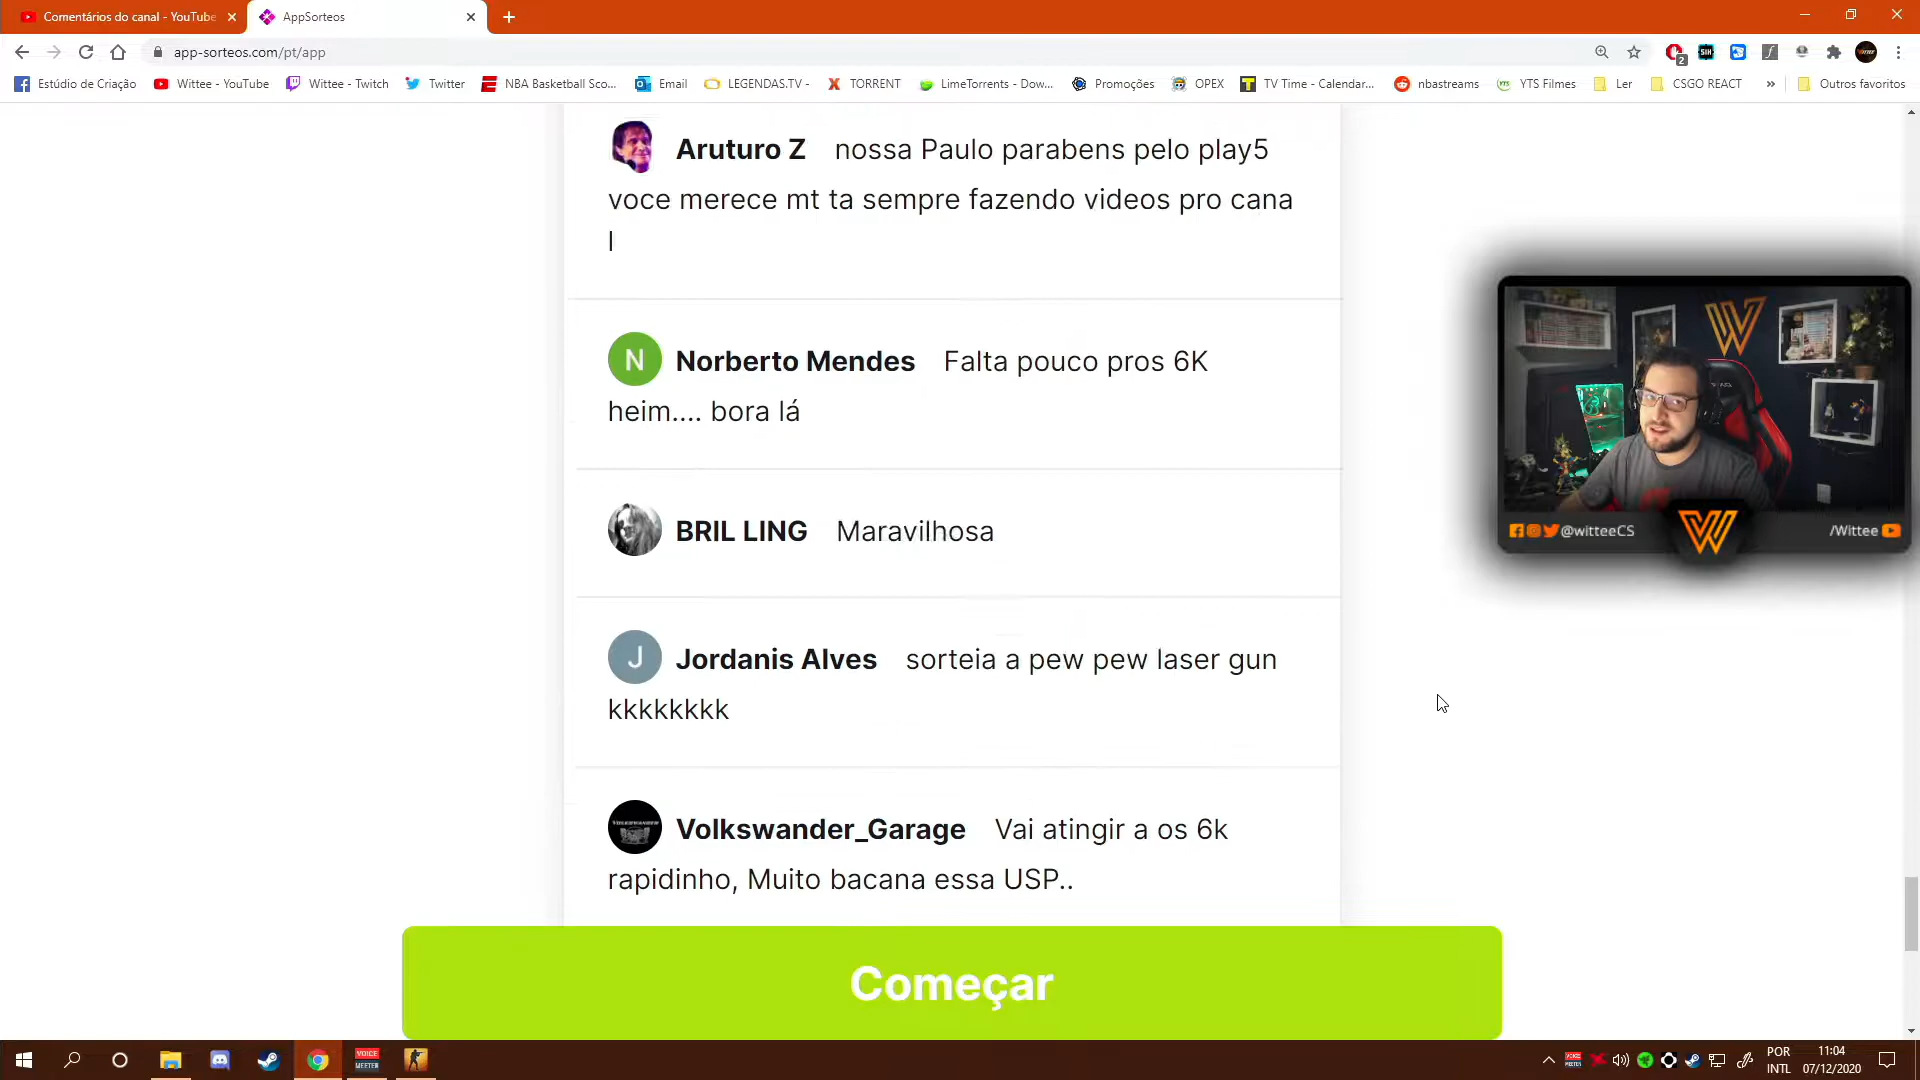 Comentários do canal - YouTube
AppSorteos
app-sorteos.com/pt/app
2
Estúdio de Criação
Wittee - YouTube
Wittee - Twitch
Twitter
NBA Basketball Sco...
Email
LEGENDAS.TV -
TORRENT
LimeTorrents - Dow...
Promoções
OPEX
TV Time - Calendar...
nbastreams
YTS Filmes
Ler
CSGO REACT
»
Outros favoritos
Aruturo Z nossa Paulo parabens pelo play5
voce merece mt ta sempre fazendo videos pro cana
l
N Norberto Mendes Falta pouco pros 6K
heim.... bora lá
BRIL LING Maravilhosa
J Jordanis Alves sorteia a pew pew laser gun
kkkkkkkk
Volkswander_Garage Vai atingir a os 6k
rapidinho, Muito bacana essa USP..
Começar
@witteeCS
/Wittee
VOICE
MEETER
POR
INTL
11:04
07/12/2020